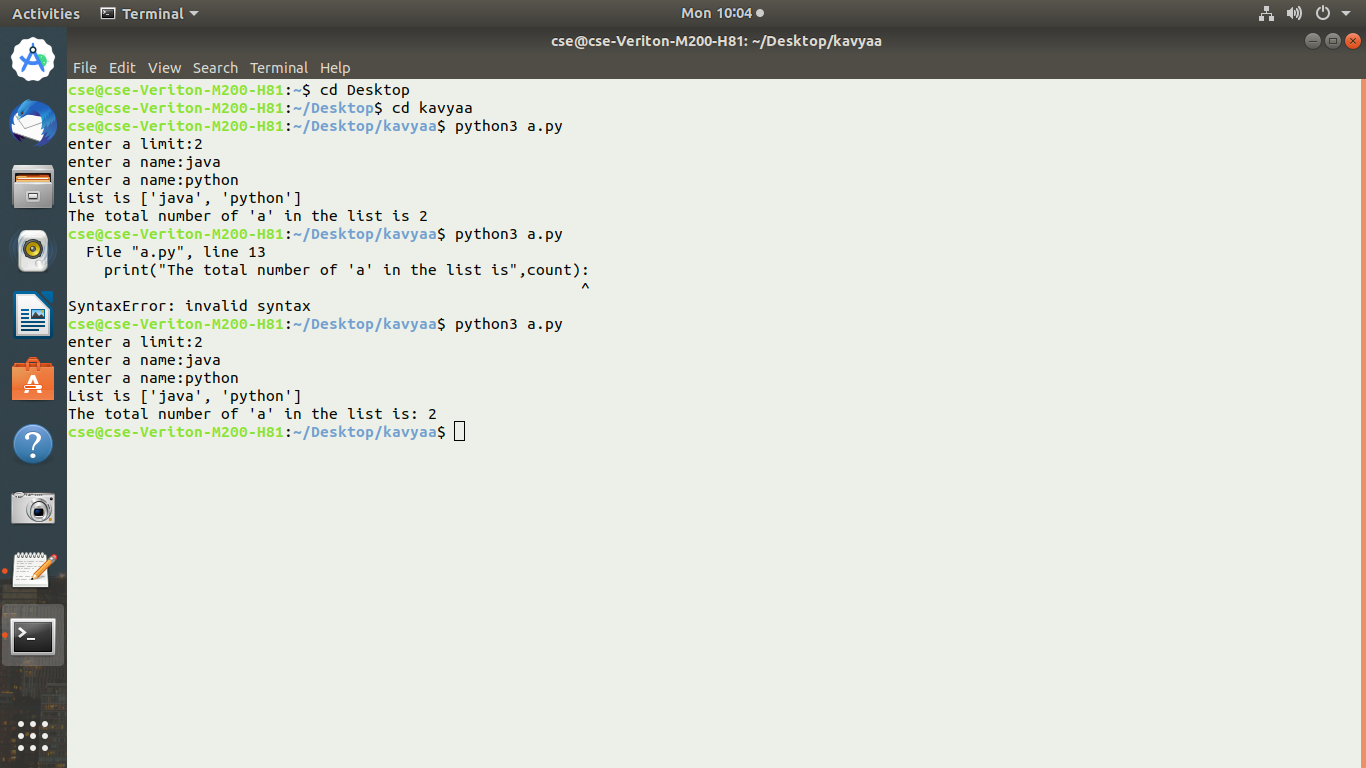 Activities Terminal Mon 10:04
cse@cse-Veriton-M200-H81: ~/Desktop/kavyaa
File Edit View Search Terminal Help
cse@cse-Veriton-M200-H81:~$ cd Desktop
cse@cse-Veriton-M200-H81:~/Desktop$ cd kavyaa
cse@cse-Veriton-M200-H81:~/Desktop/kavyaa$ python3 a.py
enter a limit:2
enter a name:java
enter a name:python
List is ['java', 'python']
The total number of 'a' in the list is 2
cse@cse-Veriton-M200-H81:~/Desktop/kavyaa$ python3 a.py
  File "a.py", line 13
    print("The total number of 'a' in the list is",count):
                                                         ^
SyntaxError: invalid syntax
cse@cse-Veriton-M200-H81:~/Desktop/kavyaa$ python3 a.py
enter a limit:2
enter a name:java
enter a name:python
List is ['java', 'python']
The total number of 'a' in the list is: 2
cse@cse-Veriton-M200-H81:~/Desktop/kavyaa$